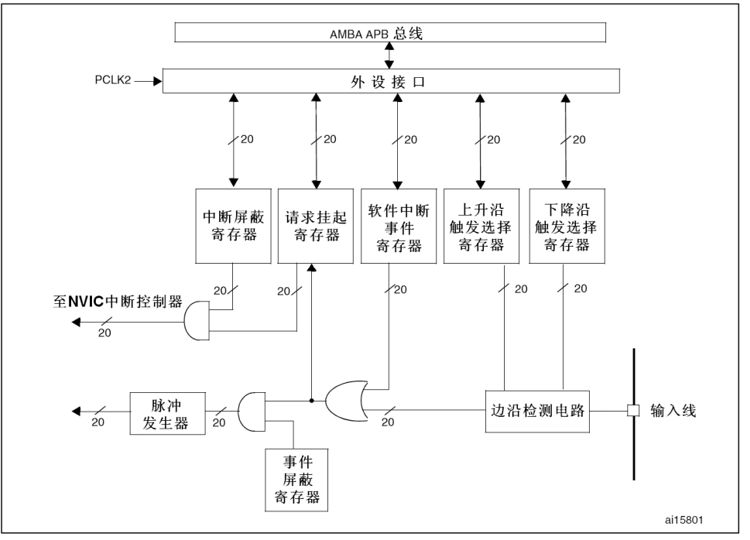 AMBA APB 总线
PCLK2
外设接口
20 20 20 20 20
中断屏蔽
寄存器
请求挂起
寄存器
软件中断
事件
寄存器
上升沿
触发选择
寄存器
下降沿
触发选择
寄存器
20 20 20 20 20
至NVIC中断控制器
20
脉冲
发生器
20 20 20
边沿检测电路
输入线
事件
屏蔽
寄存器
ai15801